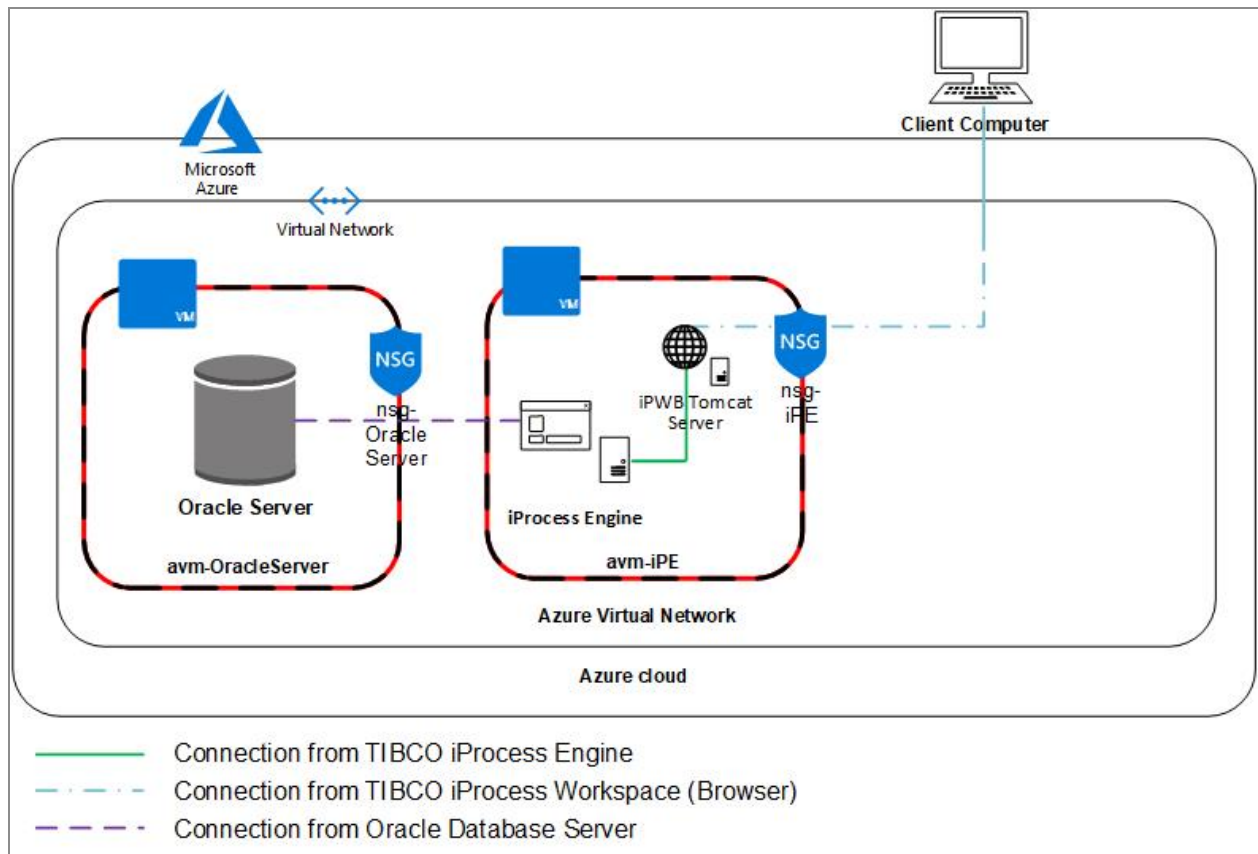 Client Computer
Microsoft
Azure
Virtual Network
VM
VM
NSG
nsg-
Oracle
Server
NSG
nsg-
iPE
iPWB Tomcat
Server
Oracle Server
iProcess Engine
avm-OracleServer
avm-iPE
Azure Virtual Network
Azure cloud
Connection from TIBCO iProcess Engine
Connection from TIBCO iProcess Workspace (Browser)
Connection from Oracle Database Server